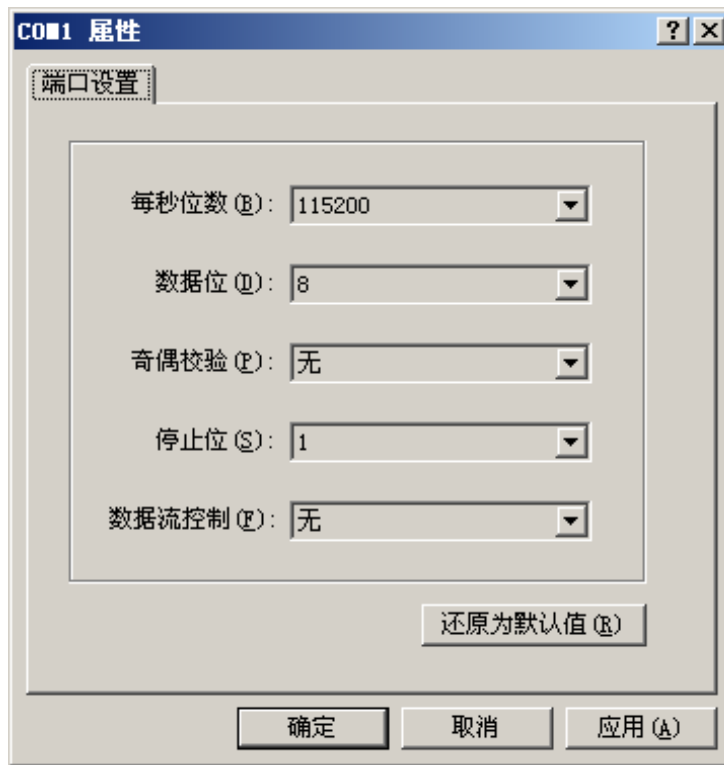 COM1 属性
端口设置
每秒位数(B): 115200
数据位(D): 8
奇偶校验(P): 无
停止位(S): 1
数据流控制(F): 无
还原为默认值(R)
确定 取消 应用(A)